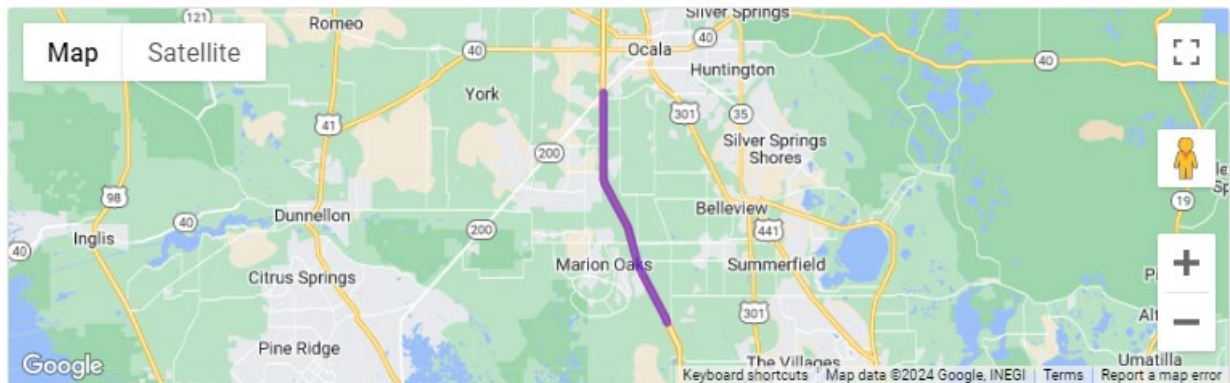 121
Romeo
Silver Springs
Map
Satellite
40
Ocala
40
Huntington
40
York
41
301
35
Silver Springs
Shores
200
98
40
Dunnellon
200
Belleview
19
Inglis
40
441
Citrus Springs
Marion Oaks
Summerfield
301
Pine Ridge
The Villages
Umatilla
Google
Keyboard shortcuts
Map data ©2024 Google, INEGI
Terms
Report a map error